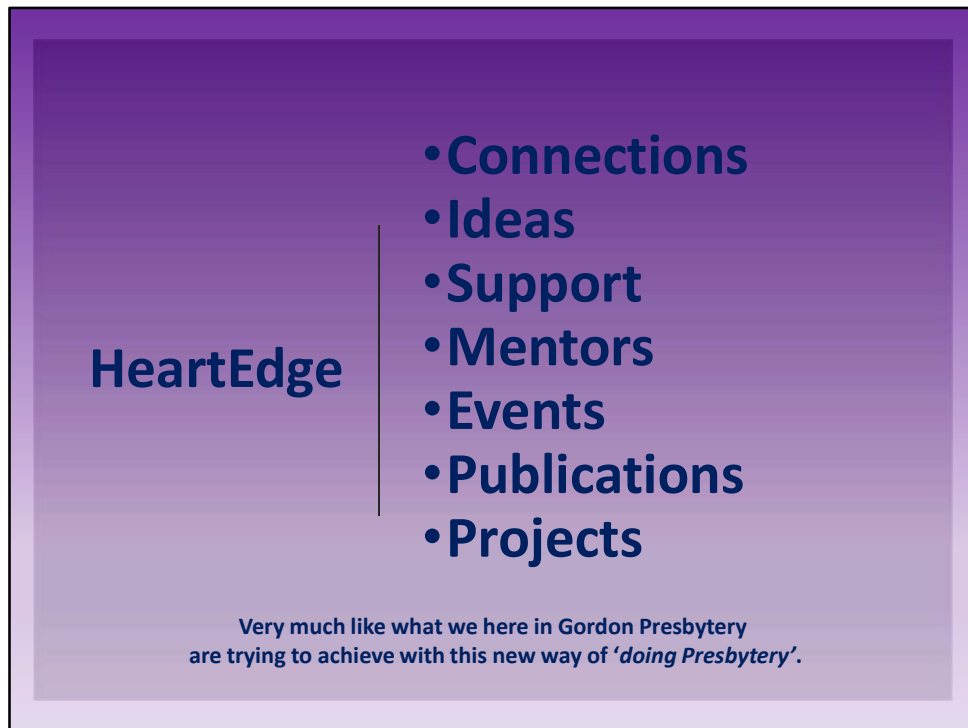 HeartEdge
•Connections
•Ideas
•Support
•Mentors
•Events
•Publications
•Projects
Very much like what we here in Gordon Presbytery
are trying to achieve with this new way of ‘doing Presbytery’.